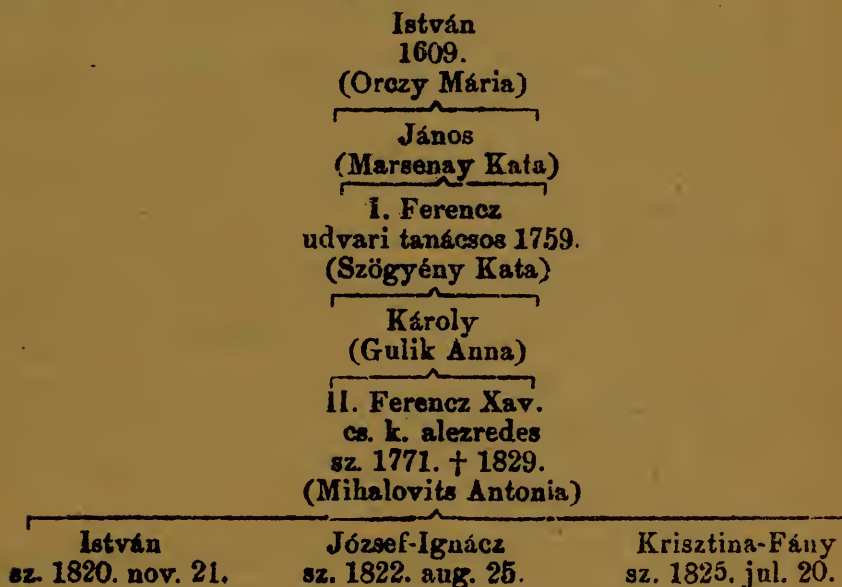 István
1609.
(Orczy Mária)
János
(Marsenay Kata)
I. Ferencz
udvari tanácsos 1759.
(Szögyény Kata)
Károly
(Gulik Anna)
II. Ferencz Xav.
cs. k. alezredes
sz. 1771. † 1829.
(Mihalovits Antonia)
István József-Ignácz Krisztina-Fány
sz. 1820. nov. 21. sz. 1822. aug. 25. sz. 1825. jul. 20.